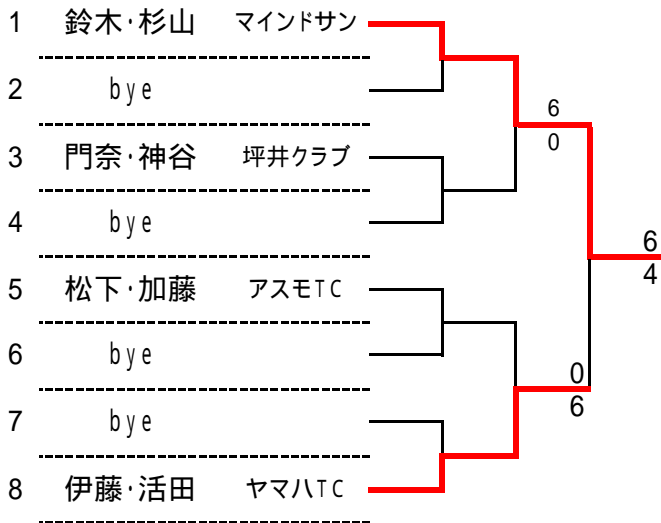 1 鈴木・杉山 マインドサン
2 bye
6
0
3 門奈・神谷 坪井クラブ
4 bye
6
4
5 松下・加藤 アスモTC
6 bye
0
6
7 bye
8 伊藤・活田 ヤマハTC